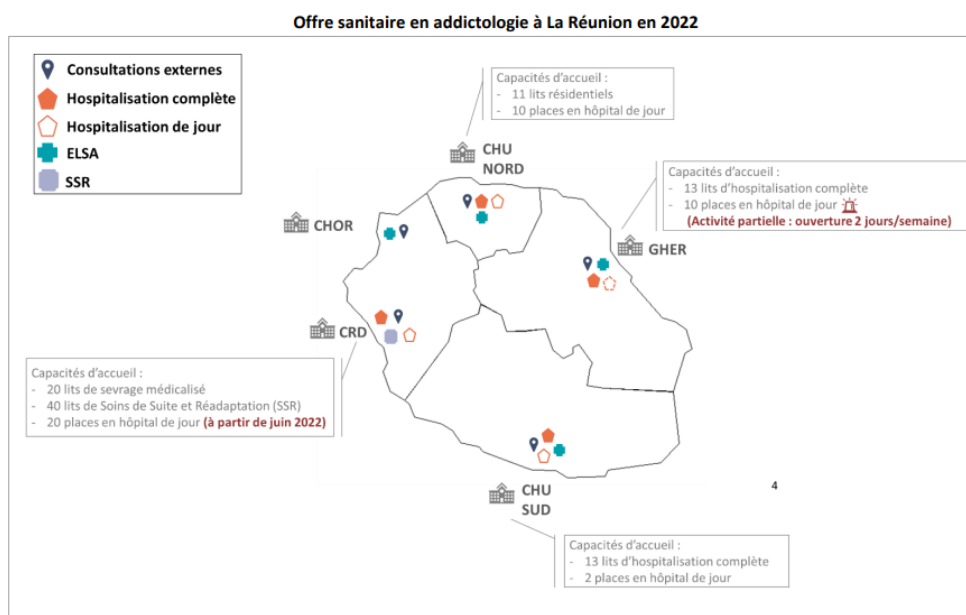 Offre sanitaire en addictologie à La Réunion en 2022
Consultations externes
Hospitalisation complète
Hospitalisation de jour
ELSA
SSR
Capacités d'accueil :
- 11 lits résidentiels
- 10 places en hôpital de jour
CHU
NORD
Capacités d'accueil :
- 13 lits d'hospitalisation complète
- 10 places en hôpital de jour
(Activité partielle : ouverture 2 jours/semaine)
CHOR
GHER
CRD
Capacités d'accueil :
- 20 lits de sevrage médicalisé
- 40 lits de Soins de Suite et Réadaptation (SSR)
- 20 places en hôpital de jour (à partir de juin 2022)
4
CHU
SUD
Capacités d'accueil :
- 13 lits d'hospitalisation complète
- 2 places en hôpital de jour